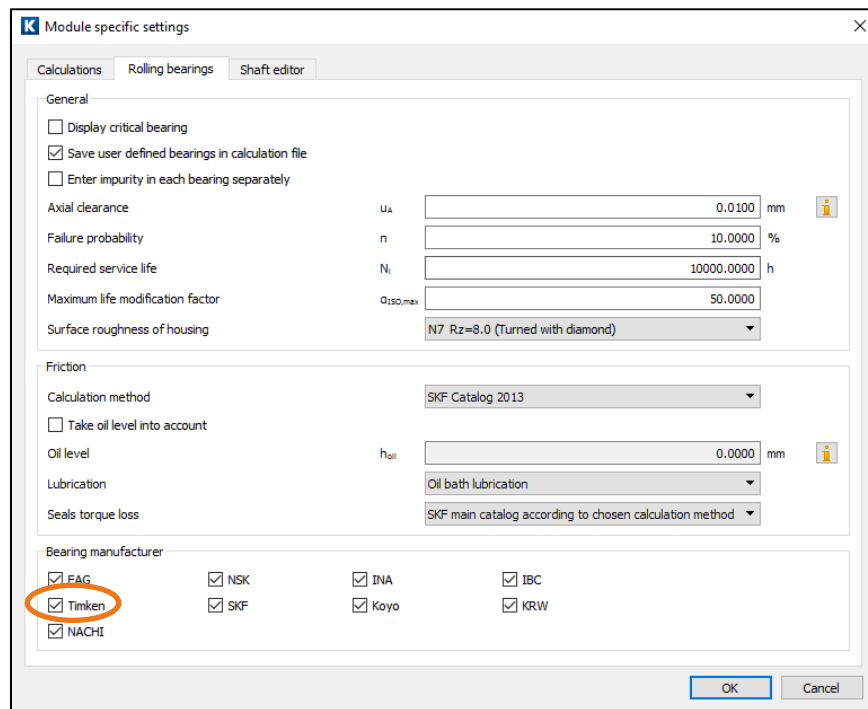 K Module specific settings
Calculations Rolling bearings Shaft editor
General
Display critical bearing
Save user defined bearings in calculation file
Enter impurity in each bearing separately
Axial clearance uA 0.0100 mm i
Failure probability n 10.0000 %
Required service life Nl 10000.0000 h
Maximum life modification factor aISO,max 50.0000
Surface roughness of housing N7 Rz=8.0 (Turned with diamond)
Friction
Calculation method SKF Catalog 2013
Take oil level into account
Oil level hoil 0.0000 mm i
Lubrication Oil bath lubrication
Seals torque loss SKF main catalog according to chosen calculation method
Bearing manufacturer
FAG NSK INA IBC
Timken SKF Koyo KRW
NACHI
OK Cancel